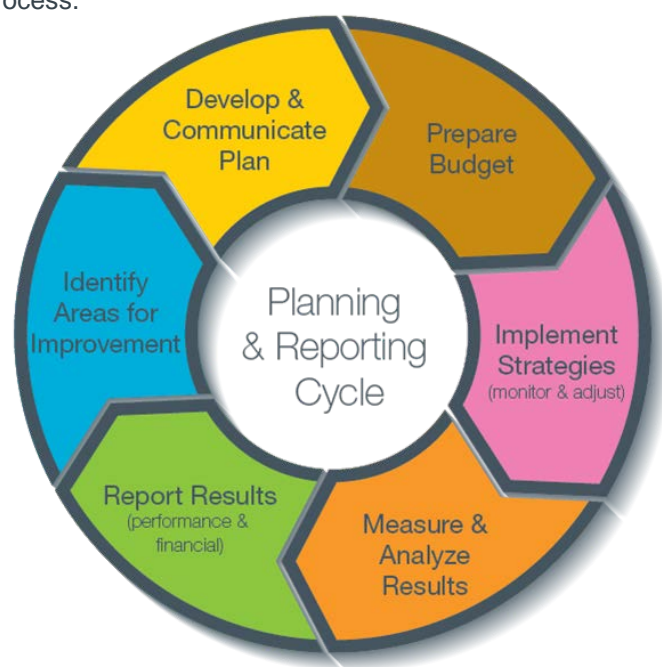 ocess.
Develop &
Communicate
Plan
Prepare
Budget
Implement
Strategies
(monitor & adjust)
Measure &
Analyze
Results
Report Results
(performance &
financial)
Identify
Areas for
Improvement
Planning
& Reporting
Cycle